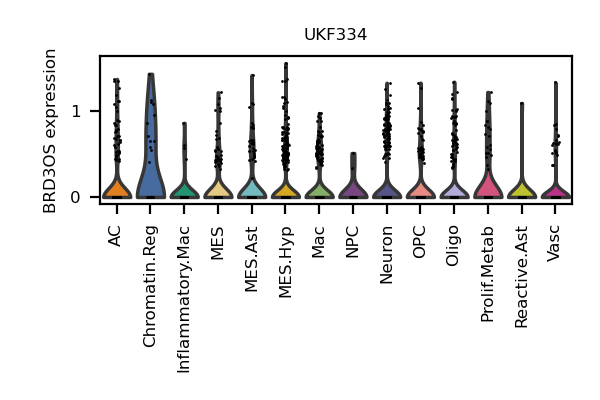 UKF334
BRD3OS expression
1
0
AC
Chromatin.Reg
Inflammatory.Mac
MES
MES.Ast
MES.Hyp
Mac
NPC
Neuron
OPC
Oligo
Prolif.Metab
Reactive.Ast
Vasc